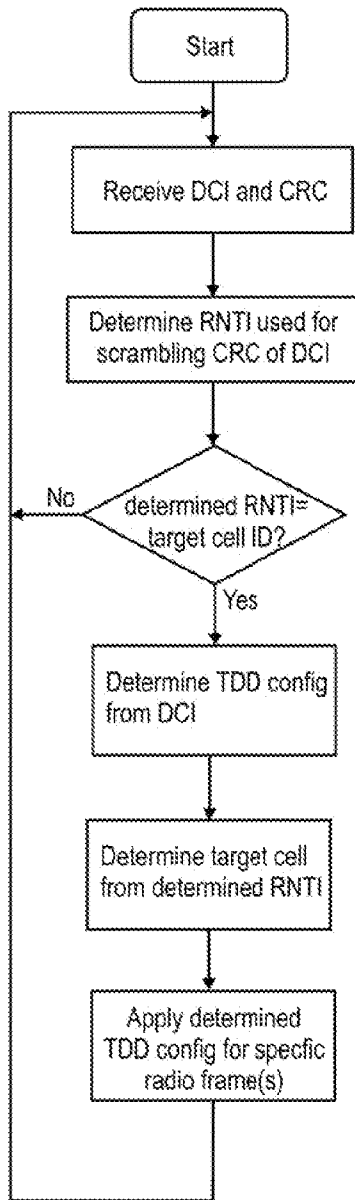 Start
Receive DCI and CRC
Determine RNTI used for
scrambling CRC of DCI
No
determined RNTI=
target cell ID?
Yes
Determine TDD config
from DCI
Determine target cell
from determined RNTI
Apply determined
TDD config for specfic
radio frame(s)